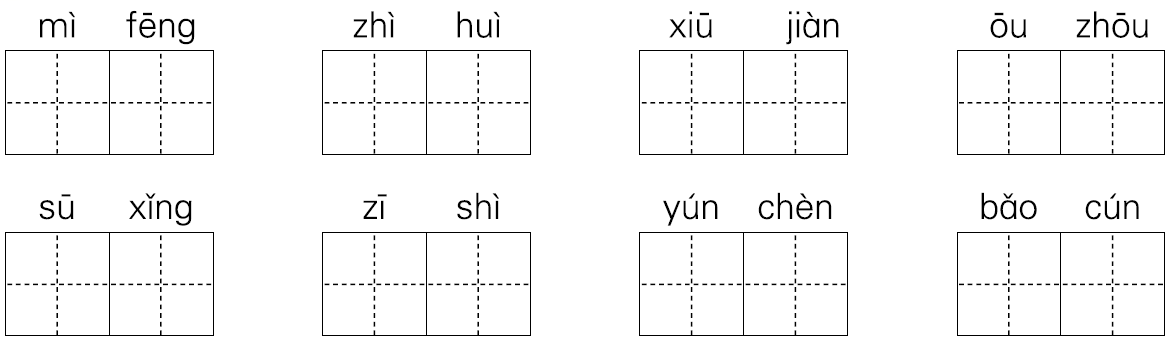 mì fēng zhì huì xiū jiàn ōu zhōu
sū xǐng zī shì yún chèn bǎo cún